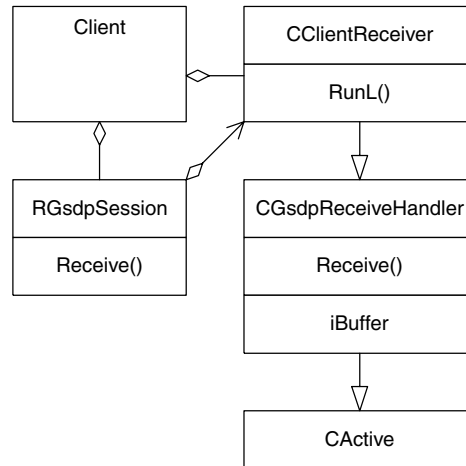 Client
CClientReceiver
RunL()
RGsdpSession
Receive()
CGsdpReceiveHandler
Receive()
iBuffer
CActive